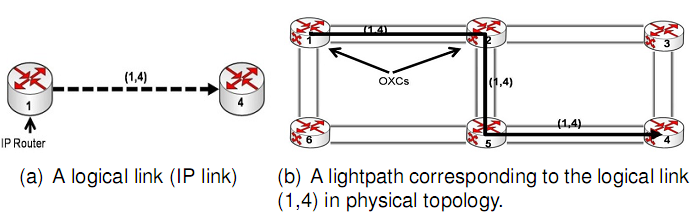 (1,4)
1
4
IP Router
(a) A logical link (IP link)
(1,4)
1
2
3
OXCs
(1,4)
(1,4)
6
5
4
(b) A lightpath corresponding to the logical link
(1,4) in physical topology.